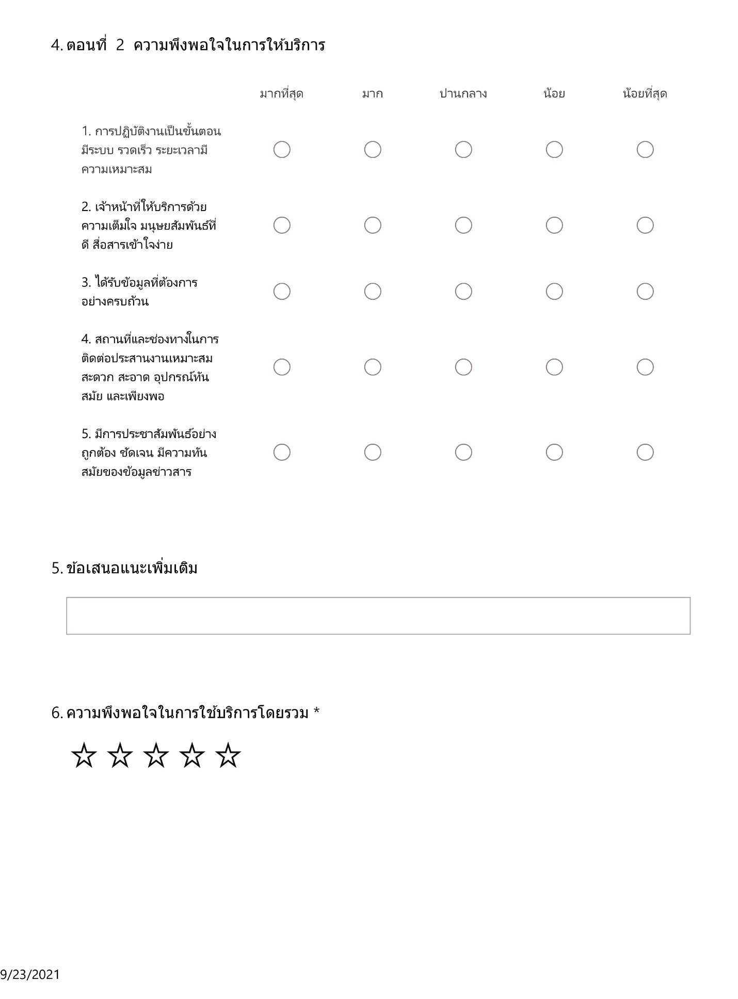 4. ตอนที่ 2 ความพึงพอใจในการให้บริการ
มากที่สุด มาก ปานกลาง น้อย น้อยที่สุด
1. การปฏิบัติงานเป็นขั้นตอน
มีระบบ รวดเร็ว ระยะเวลามี
ความเหมาะสม
2. เจ้าหน้าที่ให้บริการด้วย
ความเต็มใจ มนุษยสัมพันธ์ที่
ดี สื่อสารเข้าใจง่าย
3. ได้รับข้อมูลที่ต้องการ
อย่างครบถ้วน
4. สถานที่และช่องทางในการ
ติดต่อประสานงานเหมาะสม
สะดวก สะอาด อุปกรณ์ทัน
สมัย และเพียงพอ
5. มีการประชาสัมพันธ์อย่าง
ถูกต้อง ชัดเจน มีความทัน
สมัยของข้อมูลข่าวสาร
5. ข้อเสนอแนะเพิ่มเติม
6. ความพึงพอใจในการใช้บริการโดยรวม *
9/23/2021